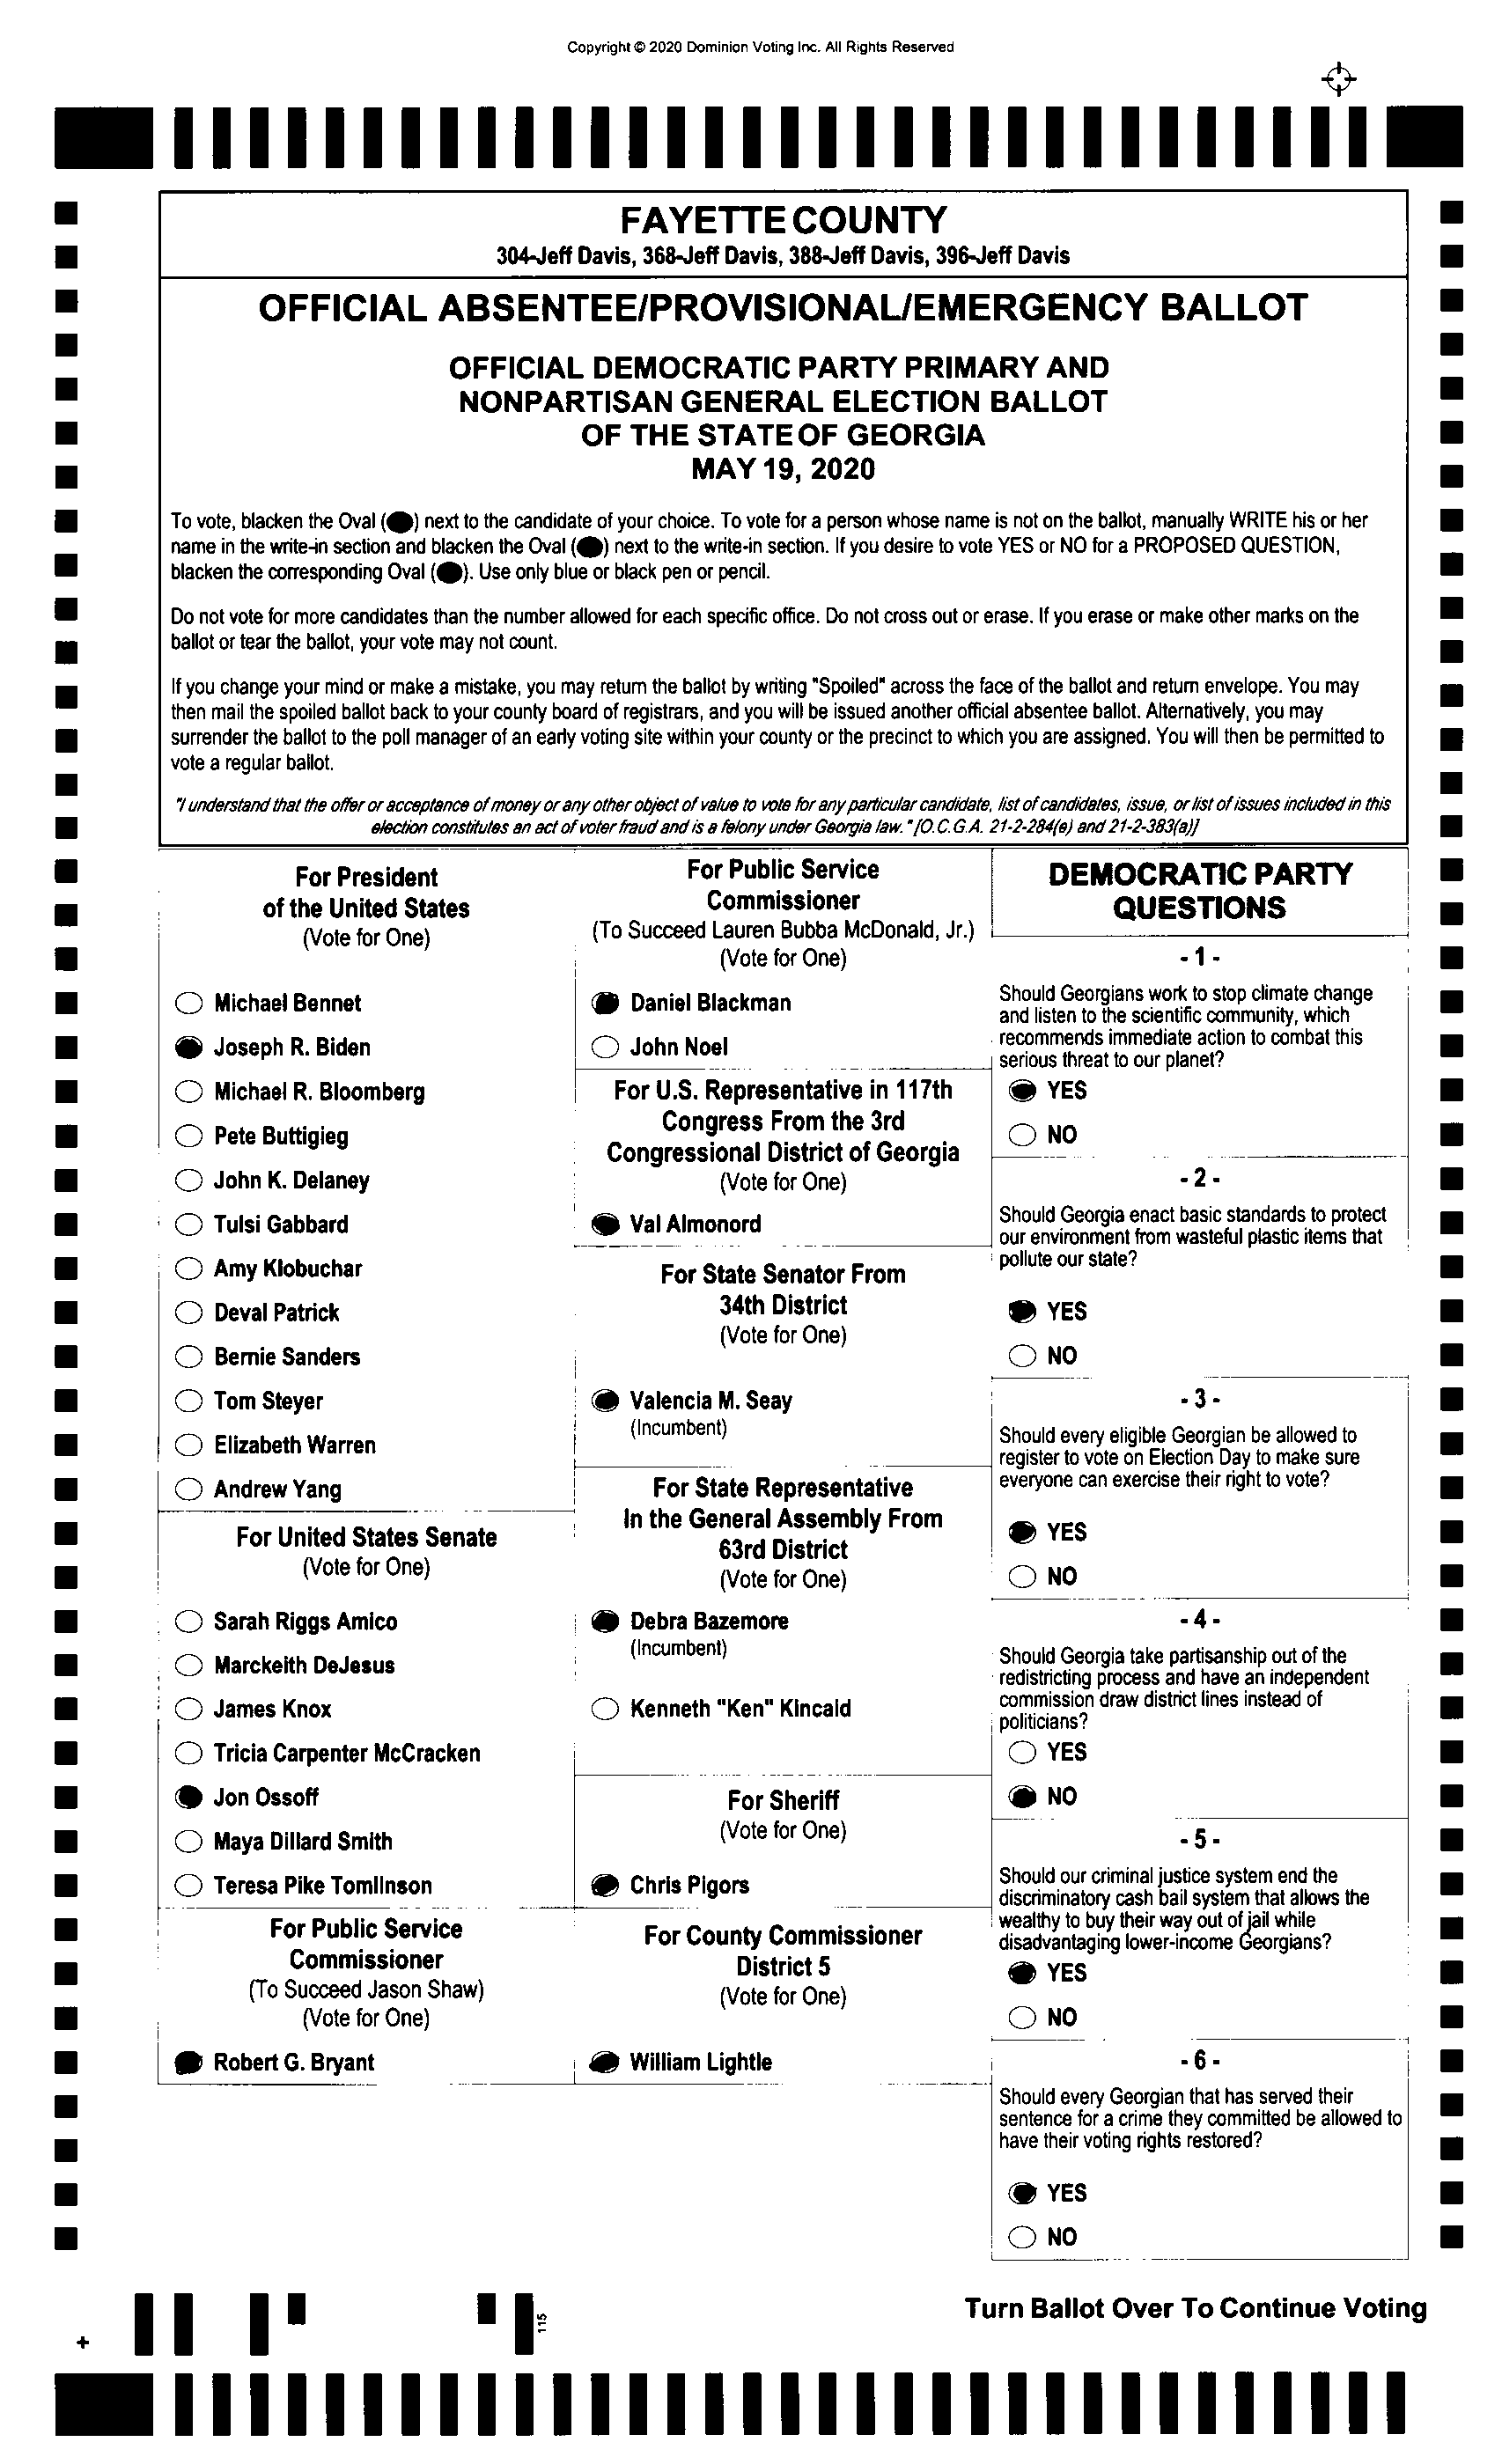 Copyright © 2020 Dominion Voting Inc. All Rights Reserved
FAYETTE COUNTY
304-Jeff Davis, 368-Jeff Davis, 388-Jeff Davis, 396-Jeff Davis
OFFICIAL ABSENTEE/PROVISIONAL/EMERGENCY BALLOT
OFFICIAL DEMOCRATIC PARTY PRIMARY AND
NONPARTISAN GENERAL ELECTION BALLOT
OF THE STATE OF GEORGIA
MAY 19, 2020
To vote, blacken the Oval (⬬) next to the candidate of your choice. To vote for a person whose name is not on the ballot, manually WRITE his or her
name in the write-in section and blacken the Oval (⬬) next to the write-in section. If you desire to vote YES or NO for a PROPOSED QUESTION,
blacken the corresponding Oval (⬬). Use only blue or black pen or pencil.
Do not vote for more candidates than the number allowed for each specific office. Do not cross out or erase. If you erase or make other marks on the
ballot or tear the ballot, your vote may not count.
If you change your mind or make a mistake, you may return the ballot by writing "Spoiled" across the face of the ballot and return envelope. You may
then mail the spoiled ballot back to your county board of registrars, and you will be issued another official absentee ballot. Alternatively, you may
surrender the ballot to the poll manager of an early voting site within your county or the precinct to which you are assigned. You will then be permitted to
vote a regular ballot.
"I understand that the offer or acceptance of money or any other object of value to vote for any particular candidate, list of candidates, issue, or list of issues included in this
election constitutes an act of voter fraud and is a felony under Georgia law." [O.C.G.A. 21-2-284(e) and 21-2-383(a)]
For President
of the United States
(Vote for One)
Michael Bennet
Joseph R. Biden
Michael R. Bloomberg
Pete Buttigieg
John K. Delaney
Tulsi Gabbard
Amy Klobuchar
Deval Patrick
Bernie Sanders
Tom Steyer
Elizabeth Warren
Andrew Yang
For United States Senate
(Vote for One)
Sarah Riggs Amico
Marckeith DeJesus
James Knox
Tricia Carpenter McCracken
Jon Ossoff
Maya Dillard Smith
Teresa Pike Tomlinson
For Public Service
Commissioner
(To Succeed Jason Shaw)
(Vote for One)
Robert G. Bryant
For Public Service
Commissioner
(To Succeed Lauren Bubba McDonald, Jr.)
(Vote for One)
Daniel Blackman
John Noel
For U.S. Representative in 117th
Congress From the 3rd
Congressional District of Georgia
(Vote for One)
Val Almonord
For State Senator From
34th District
(Vote for One)
Valencia M. Seay
(Incumbent)
For State Representative
In the General Assembly From
63rd District
(Vote for One)
Debra Bazemore
(Incumbent)
Kenneth "Ken" Kincaid
For Sheriff
(Vote for One)
Chris Pigors
For County Commissioner
District 5
(Vote for One)
William Lightle
DEMOCRATIC PARTY
QUESTIONS
- 1 -
Should Georgians work to stop climate change
and listen to the scientific community, which
recommends immediate action to combat this
serious threat to our planet?
YES
NO
- 2 -
Should Georgia enact basic standards to protect
our environment from wasteful plastic items that
pollute our state?
YES
NO
- 3 -
Should every eligible Georgian be allowed to
register to vote on Election Day to make sure
everyone can exercise their right to vote?
YES
NO
- 4 -
Should Georgia take partisanship out of the
redistricting process and have an independent
commission draw district lines instead of
politicians?
YES
NO
- 5 -
Should our criminal justice system end the
discriminatory cash bail system that allows the
wealthy to buy their way out of jail while
disadvantaging lower-income Georgians?
YES
NO
- 6 -
Should every Georgian that has served their
sentence for a crime they committed be allowed to
have their voting rights restored?
YES
NO
115
Turn Ballot Over To Continue Voting
+